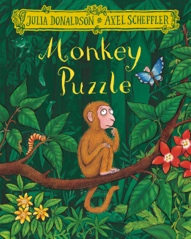 JULIA DONALDSON • AXEL SCHEFFLER
Monkey
Puzzle